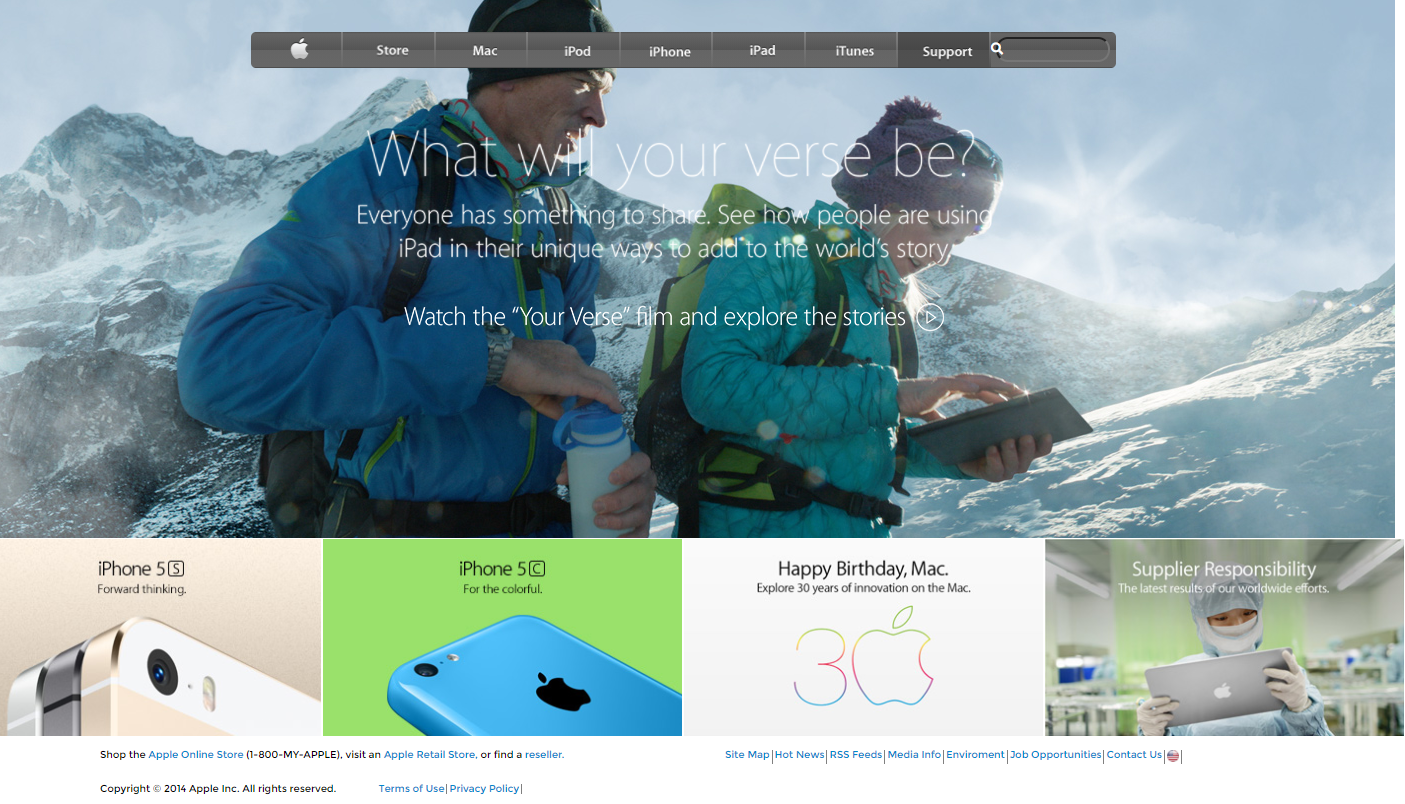 Store Mac iPod iPhone iPad iTunes Support
What will your verse be?
Everyone has something to share. See how people are using
iPad in their unique ways to add to the world's story.
Watch the “Your Verse” film and explore the stories
iPhone 5S
Forward thinking.
iPhone 5C
For the colorful.
Happy Birthday, Mac.
Explore 30 years of innovation on the Mac.
30
Supplier Responsibility
The latest results of our worldwide efforts.
Shop the Apple Online Store (1-800-MY-APPLE), visit an Apple Retail Store, or find a reseller.
Site Map| Hot News| RSS Feeds| Media Info| Enviroment| Job Opportunities| Contact Us| |
Copyright © 2014 Apple Inc. All rights reserved.
Terms of Use| Privacy Policy|